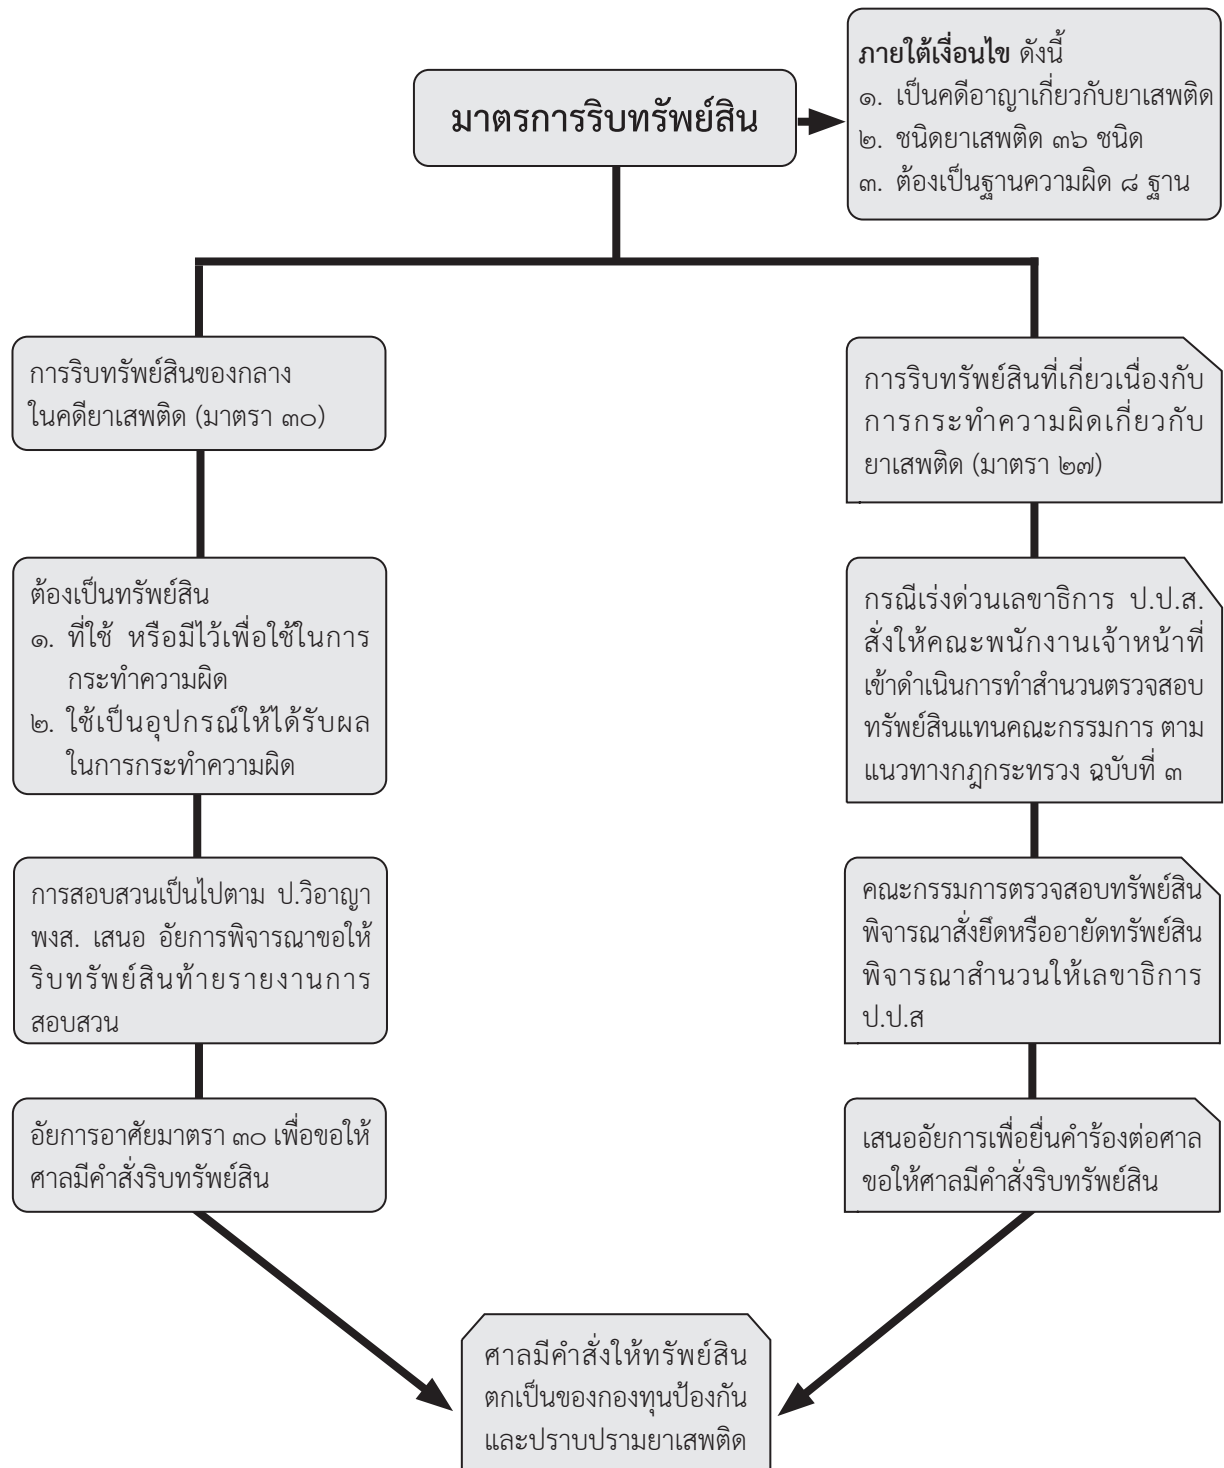 มาตรการริบทรัพย์สิน
ภายใต้เงื่อนไข ดังนี้
๑. เป็นคดีอาญาเกี่ยวกับยาเสพติด
๒. ชนิดยาเสพติด ๓๖ ชนิด
๓. ต้องเป็นฐานความผิด ๘ ฐาน
การริบทรัพย์สินของกลาง
ในคดียาเสพติด (มาตรา ๓๐)
ต้องเป็นทรัพย์สิน
๑. ที่ใช้ หรือมีไว้เพื่อใช้ในการ
กระทำความผิด
๒. ใช้เป็นอุปกรณ์ให้ได้รับผล
ในการกระทำความผิด
การสอบสวนเป็นไปตาม ป.วิอาญา
พงส. เสนอ อัยการพิจารณาขอให้
ริบทรัพย์สินท้ายรายงานการ
สอบสวน
อัยการอาศัยมาตรา ๓๐ เพื่อขอให้
ศาลมีคำสั่งริบทรัพย์สิน
การริบทรัพย์สินที่เกี่ยวเนื่องกับ
การกระทำความผิดเกี่ยวกับ
ยาเสพติด (มาตรา ๒๗)
กรณีเร่งด่วนเลขาธิการ ป.ป.ส.
สั่งให้คณะพนักงานเจ้าหน้าที่
เข้าดำเนินการทำสำนวนตรวจสอบ
ทรัพย์สินแทนคณะกรรมการ ตาม
แนวทางกฎกระทรวง ฉบับที่ ๓
คณะกรรมการตรวจสอบทรัพย์สิน
พิจารณาสั่งยึดหรืออายัดทรัพย์สิน
พิจารณาสำนวนให้เลขาธิการ
ป.ป.ส
เสนออัยการเพื่อยื่นคำร้องต่อศาล
ขอให้ศาลมีคำสั่งริบทรัพย์สิน
ศาลมีคำสั่งให้ทรัพย์สิน
ตกเป็นของกองทุนป้องกัน
และปราบปรามยาเสพติด